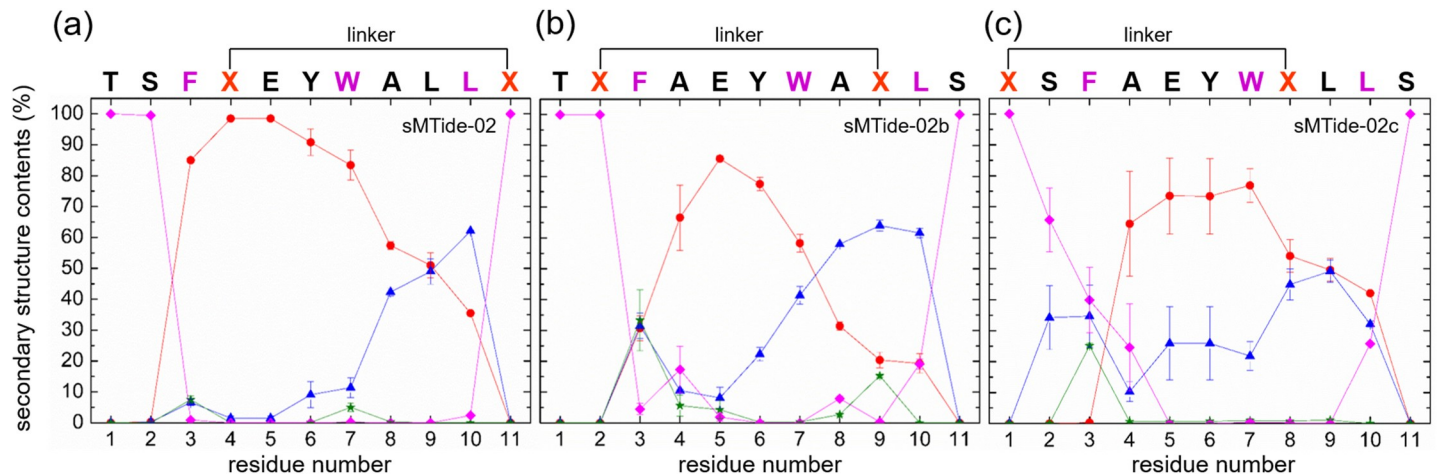 (a) linker (b) linker (c) linker
T S F X E Y W A L L X T X F A E Y W A X L S X S F A E Y W X L L S
secondary structure contents (%)
100 sMTide-02 sMTide-02b sMTide-02c
90
80
70
60
50
40
30
20
10
0
1 2 3 4 5 6 7 8 9 10 11 1 2 3 4 5 6 7 8 9 10 11 1 2 3 4 5 6 7 8 9 10 11
residue number residue number residue number